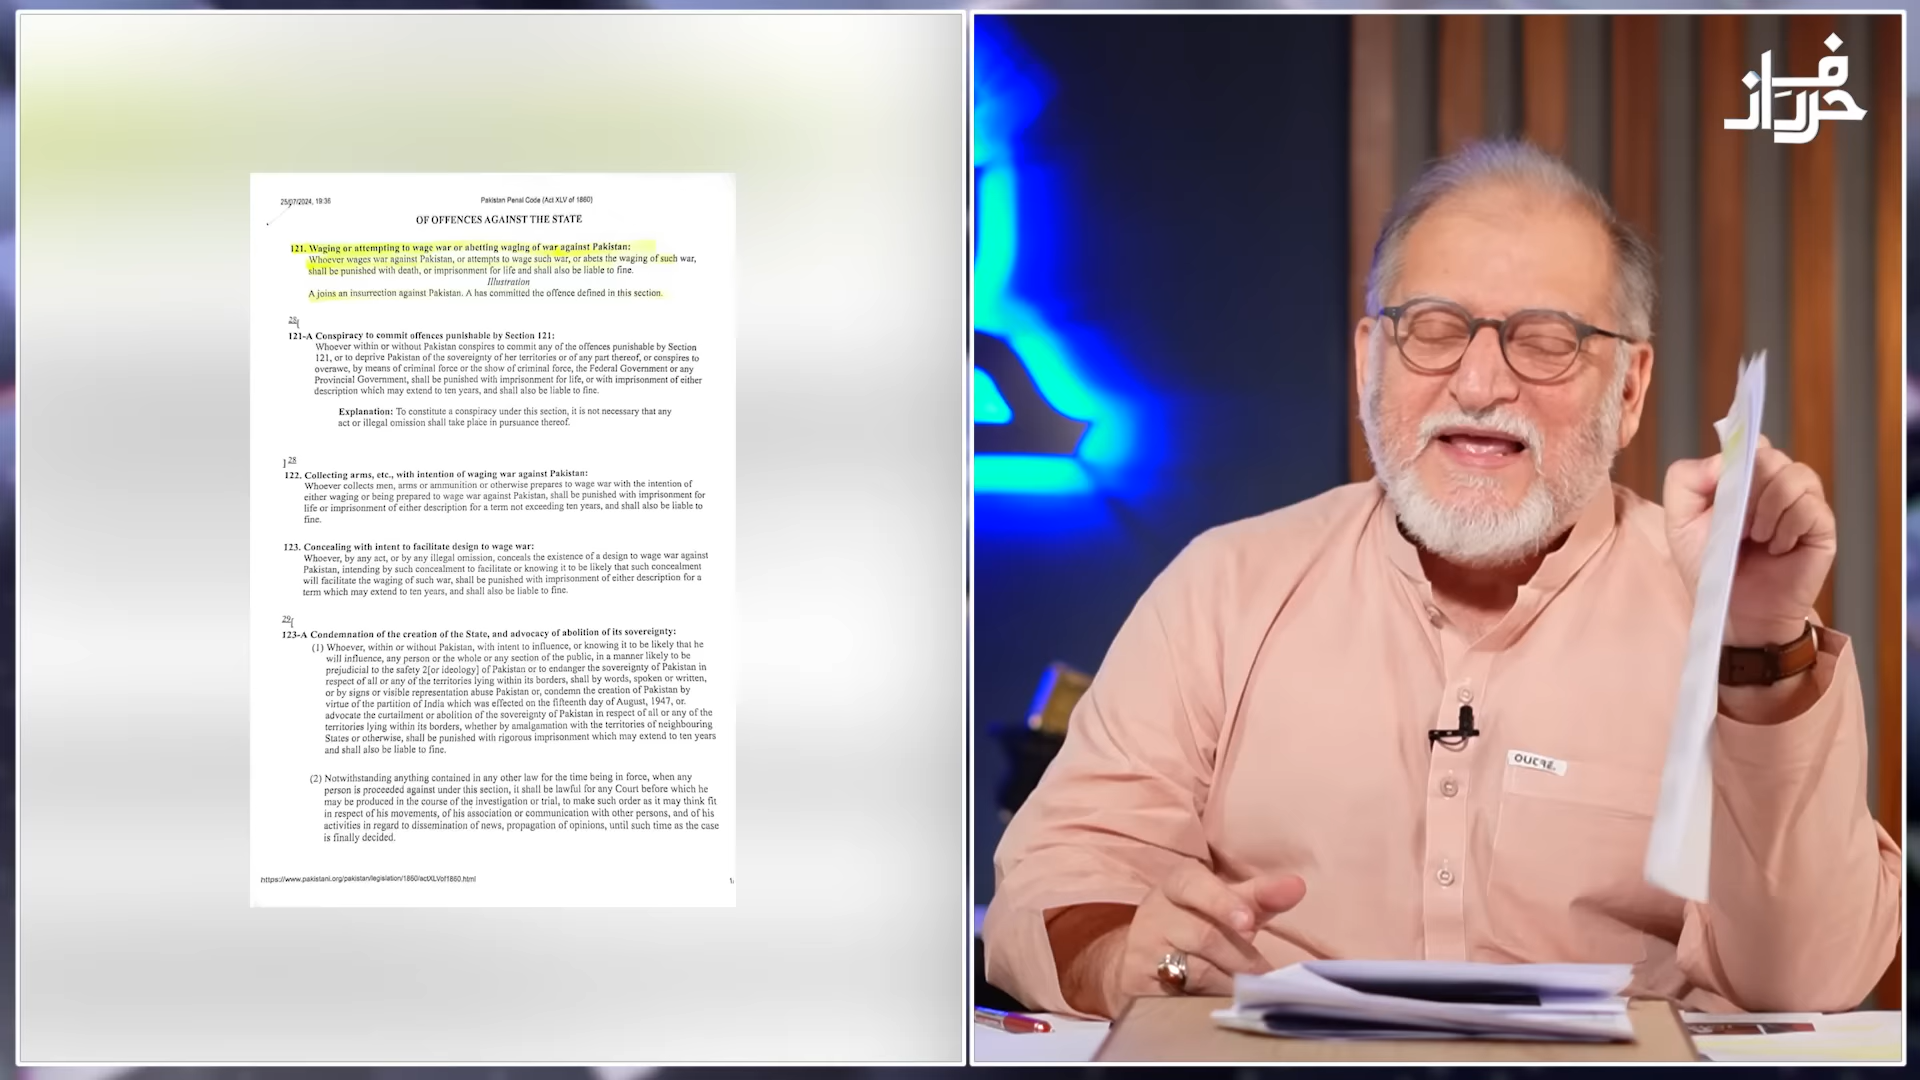 25/07/2024, 19:36
Pakistan Penal Code (Act XLV of 1860)
OF OFFENCES AGAINST THE STATE
121. Waging or attempting to wage war or abetting waging of war against Pakistan:
Whoever wages war against Pakistan, or attempts to wage such war, or abets the waging of such war,
shall be punished with death, or imprisonment for life and shall also be liable to fine.
Illustration
A joins an insurrection against Pakistan. A has committed the offence defined in this section.
28[
121-A Conspiracy to commit offences punishable by Section 121:
Whoever within or without Pakistan conspires to commit any of the offences punishable by Section
121, or to deprive Pakistan of the sovereignty of her territories or of any part thereof, or conspires to
overawe, by means of criminal force or the show of criminal force, the Federal Government or any
Provincial Government, shall be punished with imprisonment for life, or with imprisonment of either
description which may extend to ten years, and shall also be liable to fine.
Explanation: To constitute a conspiracy under this section, it is not necessary that any
act or illegal omission shall take place in pursuance thereof.
]28
122. Collecting arms, etc., with intention of waging war against Pakistan:
Whoever collects men, arms or ammunition or otherwise prepares to wage war with the intention of
either waging or being prepared to wage war against Pakistan, shall be punished with imprisonment for
life or imprisonment of either description for a term not exceeding ten years, and shall also be liable to
fine.
123. Concealing with intent to facilitate design to wage war:
Whoever, by any act, or by any illegal omission, conceals the existence of a design to wage war against
Pakistan, intending by such concealment to facilitate or knowing it to be likely that such concealment
will facilitate the waging of such war, shall be punished with imprisonment of either description for a
term which may extend to ten years, and shall also be liable to fine.
29[
123-A Condemnation of the creation of the State, and advocacy of abolition of its sovereignty:
(1) Whoever, within or without Pakistan, with intent to influence, or knowing it to be likely that he
will influence, any person or the whole or any section of the public, in a manner likely to be
prejudicial to the safety 2[or ideology] of Pakistan or to endanger the sovereignty of Pakistan in
respect of all or any of the territories lying within its borders, shall by words, spoken or written,
or by signs or visible representation abuse Pakistan or, condemn the creation of Pakistan by
virtue of the partition of India which was effected on the fifteenth day of August, 1947, or.
advocate the curtailment or abolition of the sovereignty of Pakistan in respect of all or any of the
territories lying within its borders, whether by amalgamation with the territories of neighbouring
States or otherwise, shall be punished with rigorous imprisonment which may extend to ten years
and shall also be liable to fine.
(2) Notwithstanding anything contained in any other law for the time being in force, when any
person is proceeded against under this section, it shall be lawful for any Court before which he
may be produced in the course of the investigation or trial, to make such order as it may think fit
in respect of his movements, of his association or communication with other persons, and of his
activities in regard to dissemination of news, propagation of opinions, until such time as the case
is finally decided.
https://www.pakistani.org/pakistan/legislation/1860/actXLVof1860.html
حرف راز